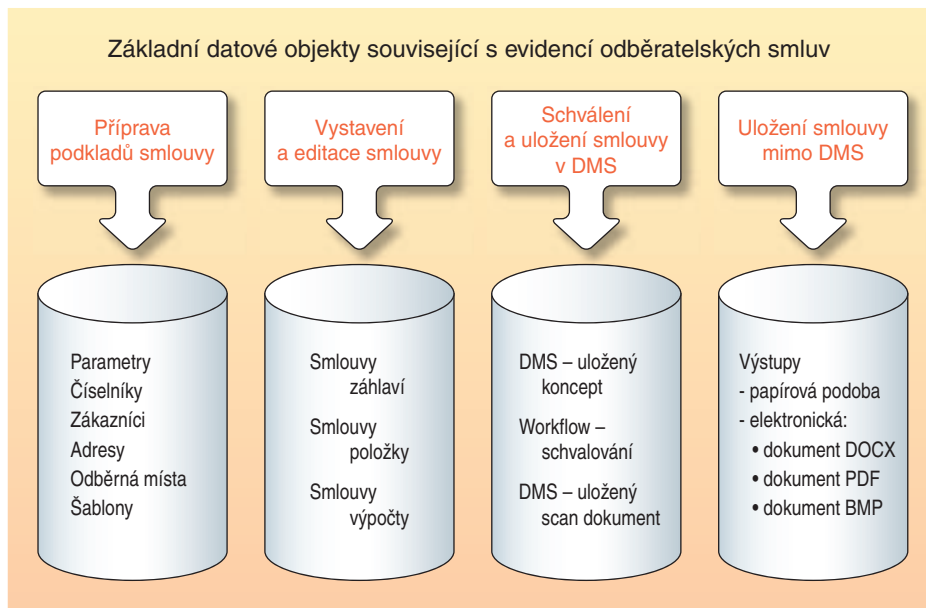 Základní datové objekty související s evidencí odběratelských smluv
Příprava
podkladů smlouvy
Vystavení
a editace smlouvy
Schválení
a uložení smlouvy
v DMS
Uložení smlouvy
mimo DMS
Parametry
Číselníky
Zákazníci
Adresy
Odběrná místa
Šablony
Smlouvy
záhlaví
Smlouvy
položky
Smlouvy
výpočty
DMS – uložený
koncept
Workflow –
schvalování
DMS – uložený
scan dokument
Výstupy
- papírová podoba
- elektronická:
• dokument DOCX
• dokument PDF
• dokument BMP